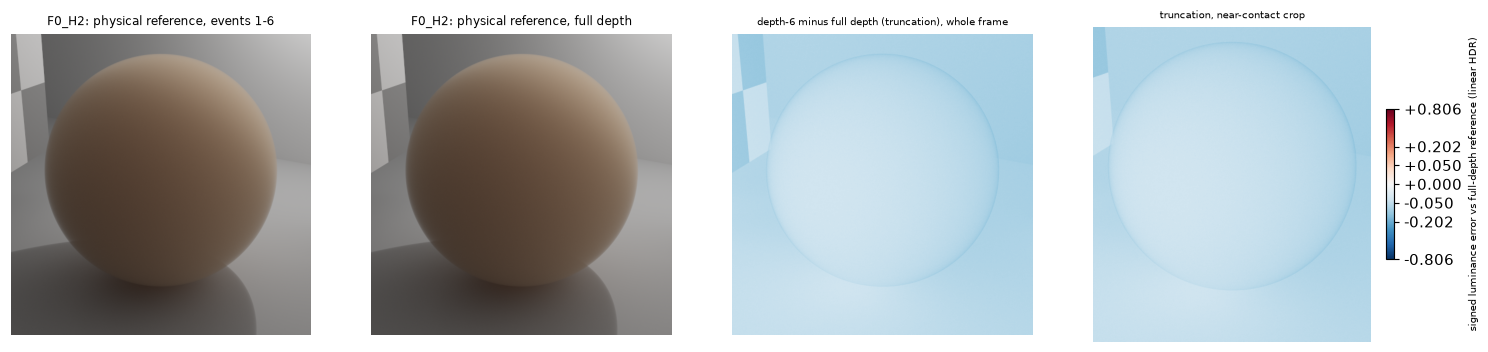 F0_H2: physical reference, events 1-6
F0_H2: physical reference, full depth
depth-6 minus full depth (truncation), whole frame
truncation, near-contact crop
+0.806
+0.202
+0.050
+0.000
-0.050
-0.202
-0.806
signed luminance error vs full-depth reference (linear HDR)